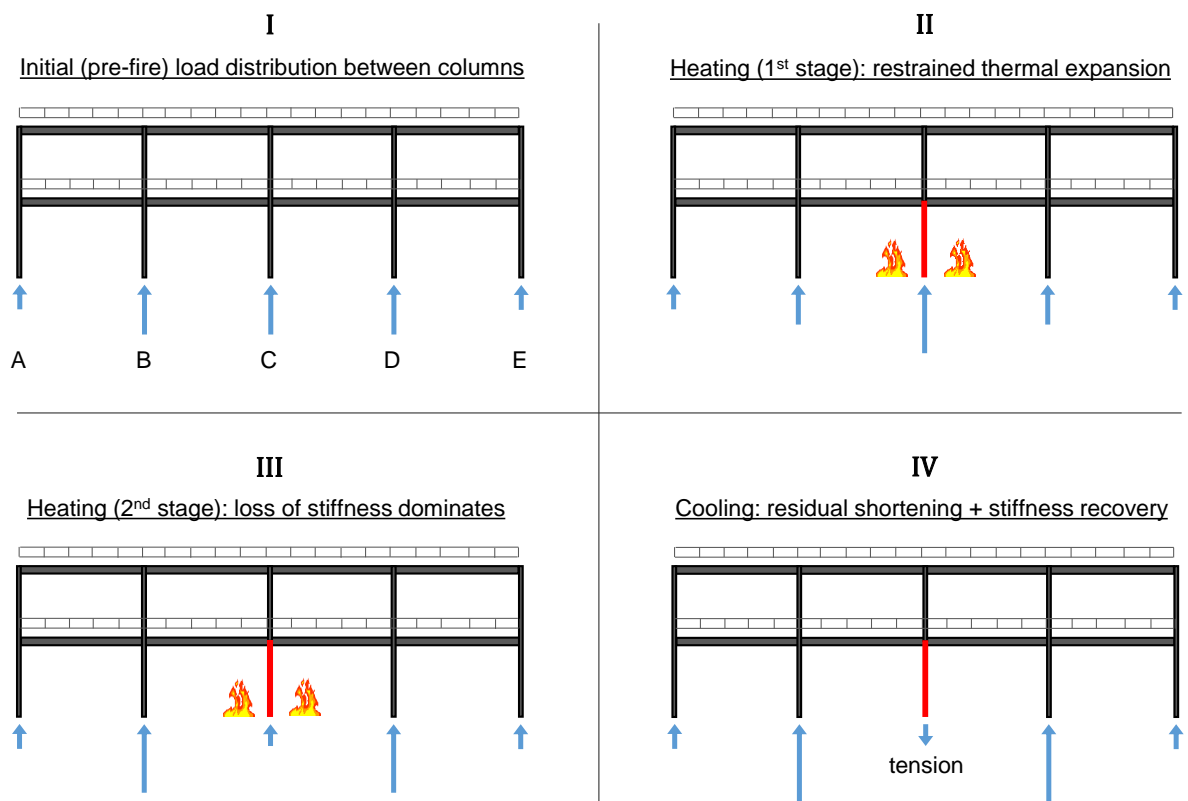 I
Initial (pre-fire) load distribution between columns
A B C D E
II
Heating (1st stage): restrained thermal expansion
III
Heating (2nd stage): loss of stiffness dominates
IV
Cooling: residual shortening + stiffness recovery
tension